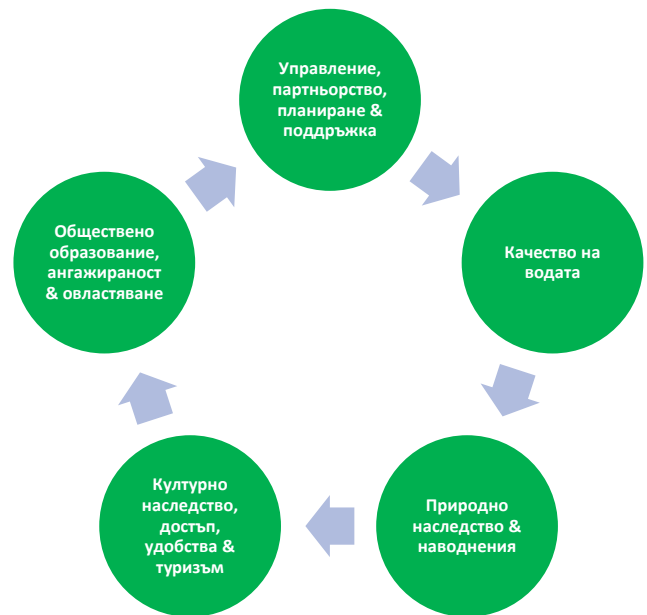 Управление,
партньорство,
планиране &
поддръжка
Качество на
водата
Природно
наследство &
наводнения
Културно
наследство,
достъп,
удобства &
туризъм
Обществено
образование,
ангажираност
& овластяване